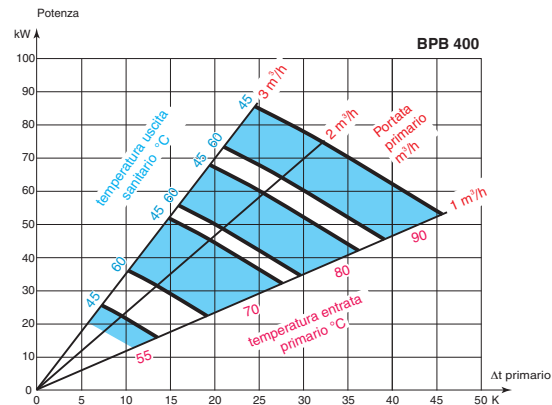 Potenza
kW
BPB 400
100
90
80
70
60
50
40
30
20
10
0
0
5
10
15
20
25
30
35
40
45
50 K
Δt primario
temperatura uscita
sanitario °C
45
60
45
60
45
60
45
3 m³/h
2 m³/h
1 m³/h
Portata
primario
m³/h
90
80
70
55
temperatura entrata
primario °C